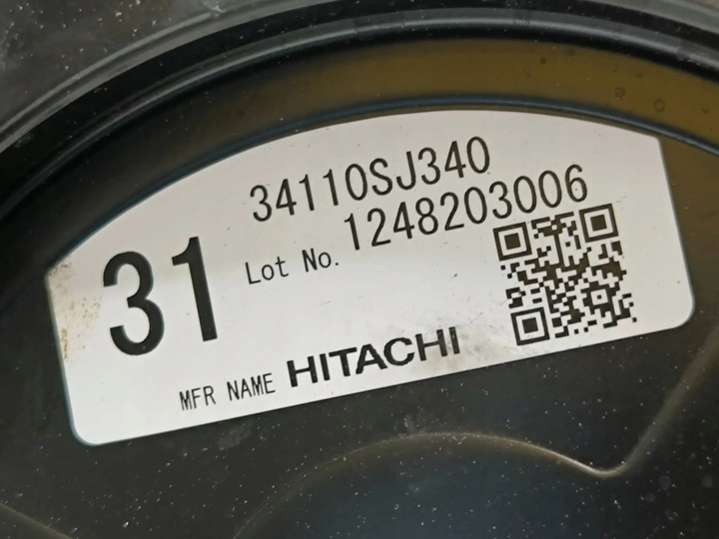 34110SJ340
31
Lot No. 1248203006
MFR NAME HITACHI